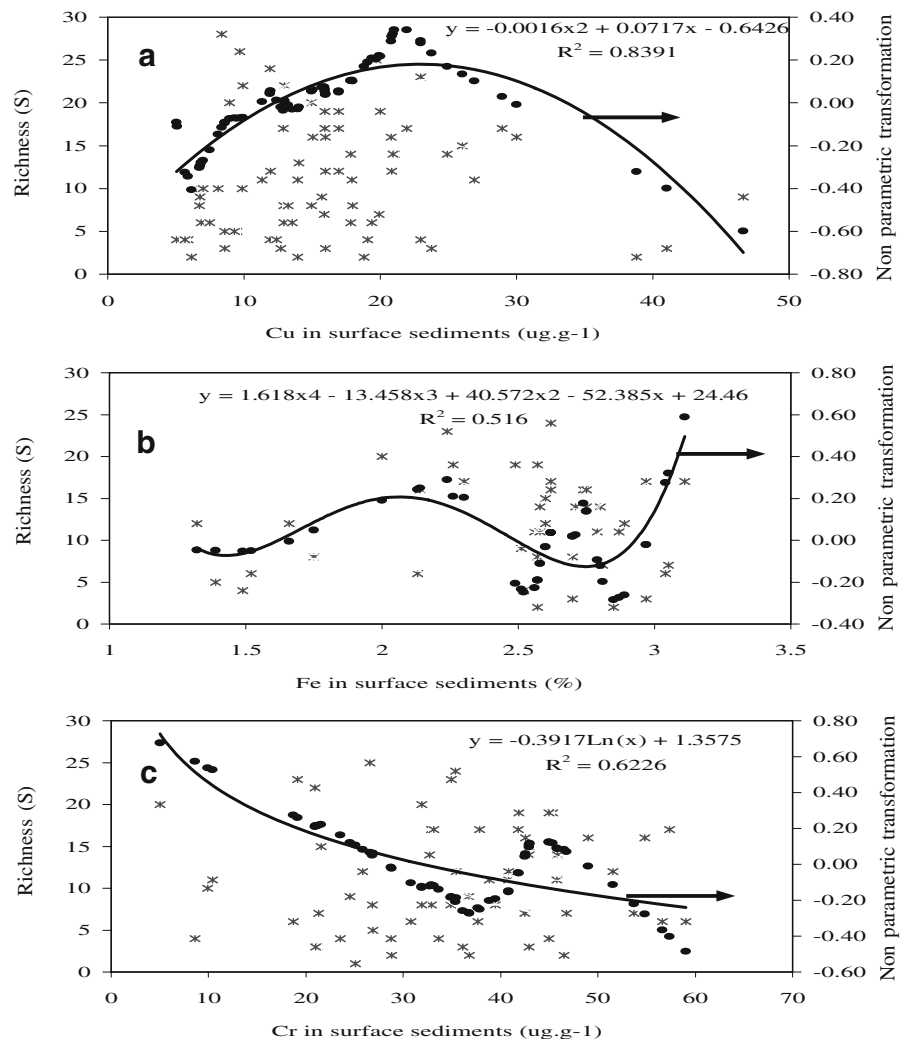 30
25
20
15
10
5
0
Richness (S)
a
y = -0.0016x2 + 0.0717x - 0.6426
R2 = 0.8391
0.40
0.20
0.00
-0.20
-0.40
-0.60
-0.80
Non parametric transformation
0 10 20 30 40 50
Cu in surface sediments (ug.g-1)
30
25
20
15
10
5
0
Richness (S)
b
y = 1.618x4 - 13.458x3 + 40.572x2 - 52.385x + 24.46
R2 = 0.516
0.80
0.60
0.40
0.20
0.00
-0.20
-0.40
Non parametric transformation
1 1.5 2 2.5 3 3.5
Fe in surface sediments (%)
30
25
20
15
10
5
0
Richness (S)
c
y = -0.3917Ln(x) + 1.3575
R2 = 0.6226
0.80
0.60
0.40
0.20
0.00
-0.20
-0.40
-0.60
Non parametric transformation
0 10 20 30 40 50 60 70
Cr in surface sediments (ug.g-1)